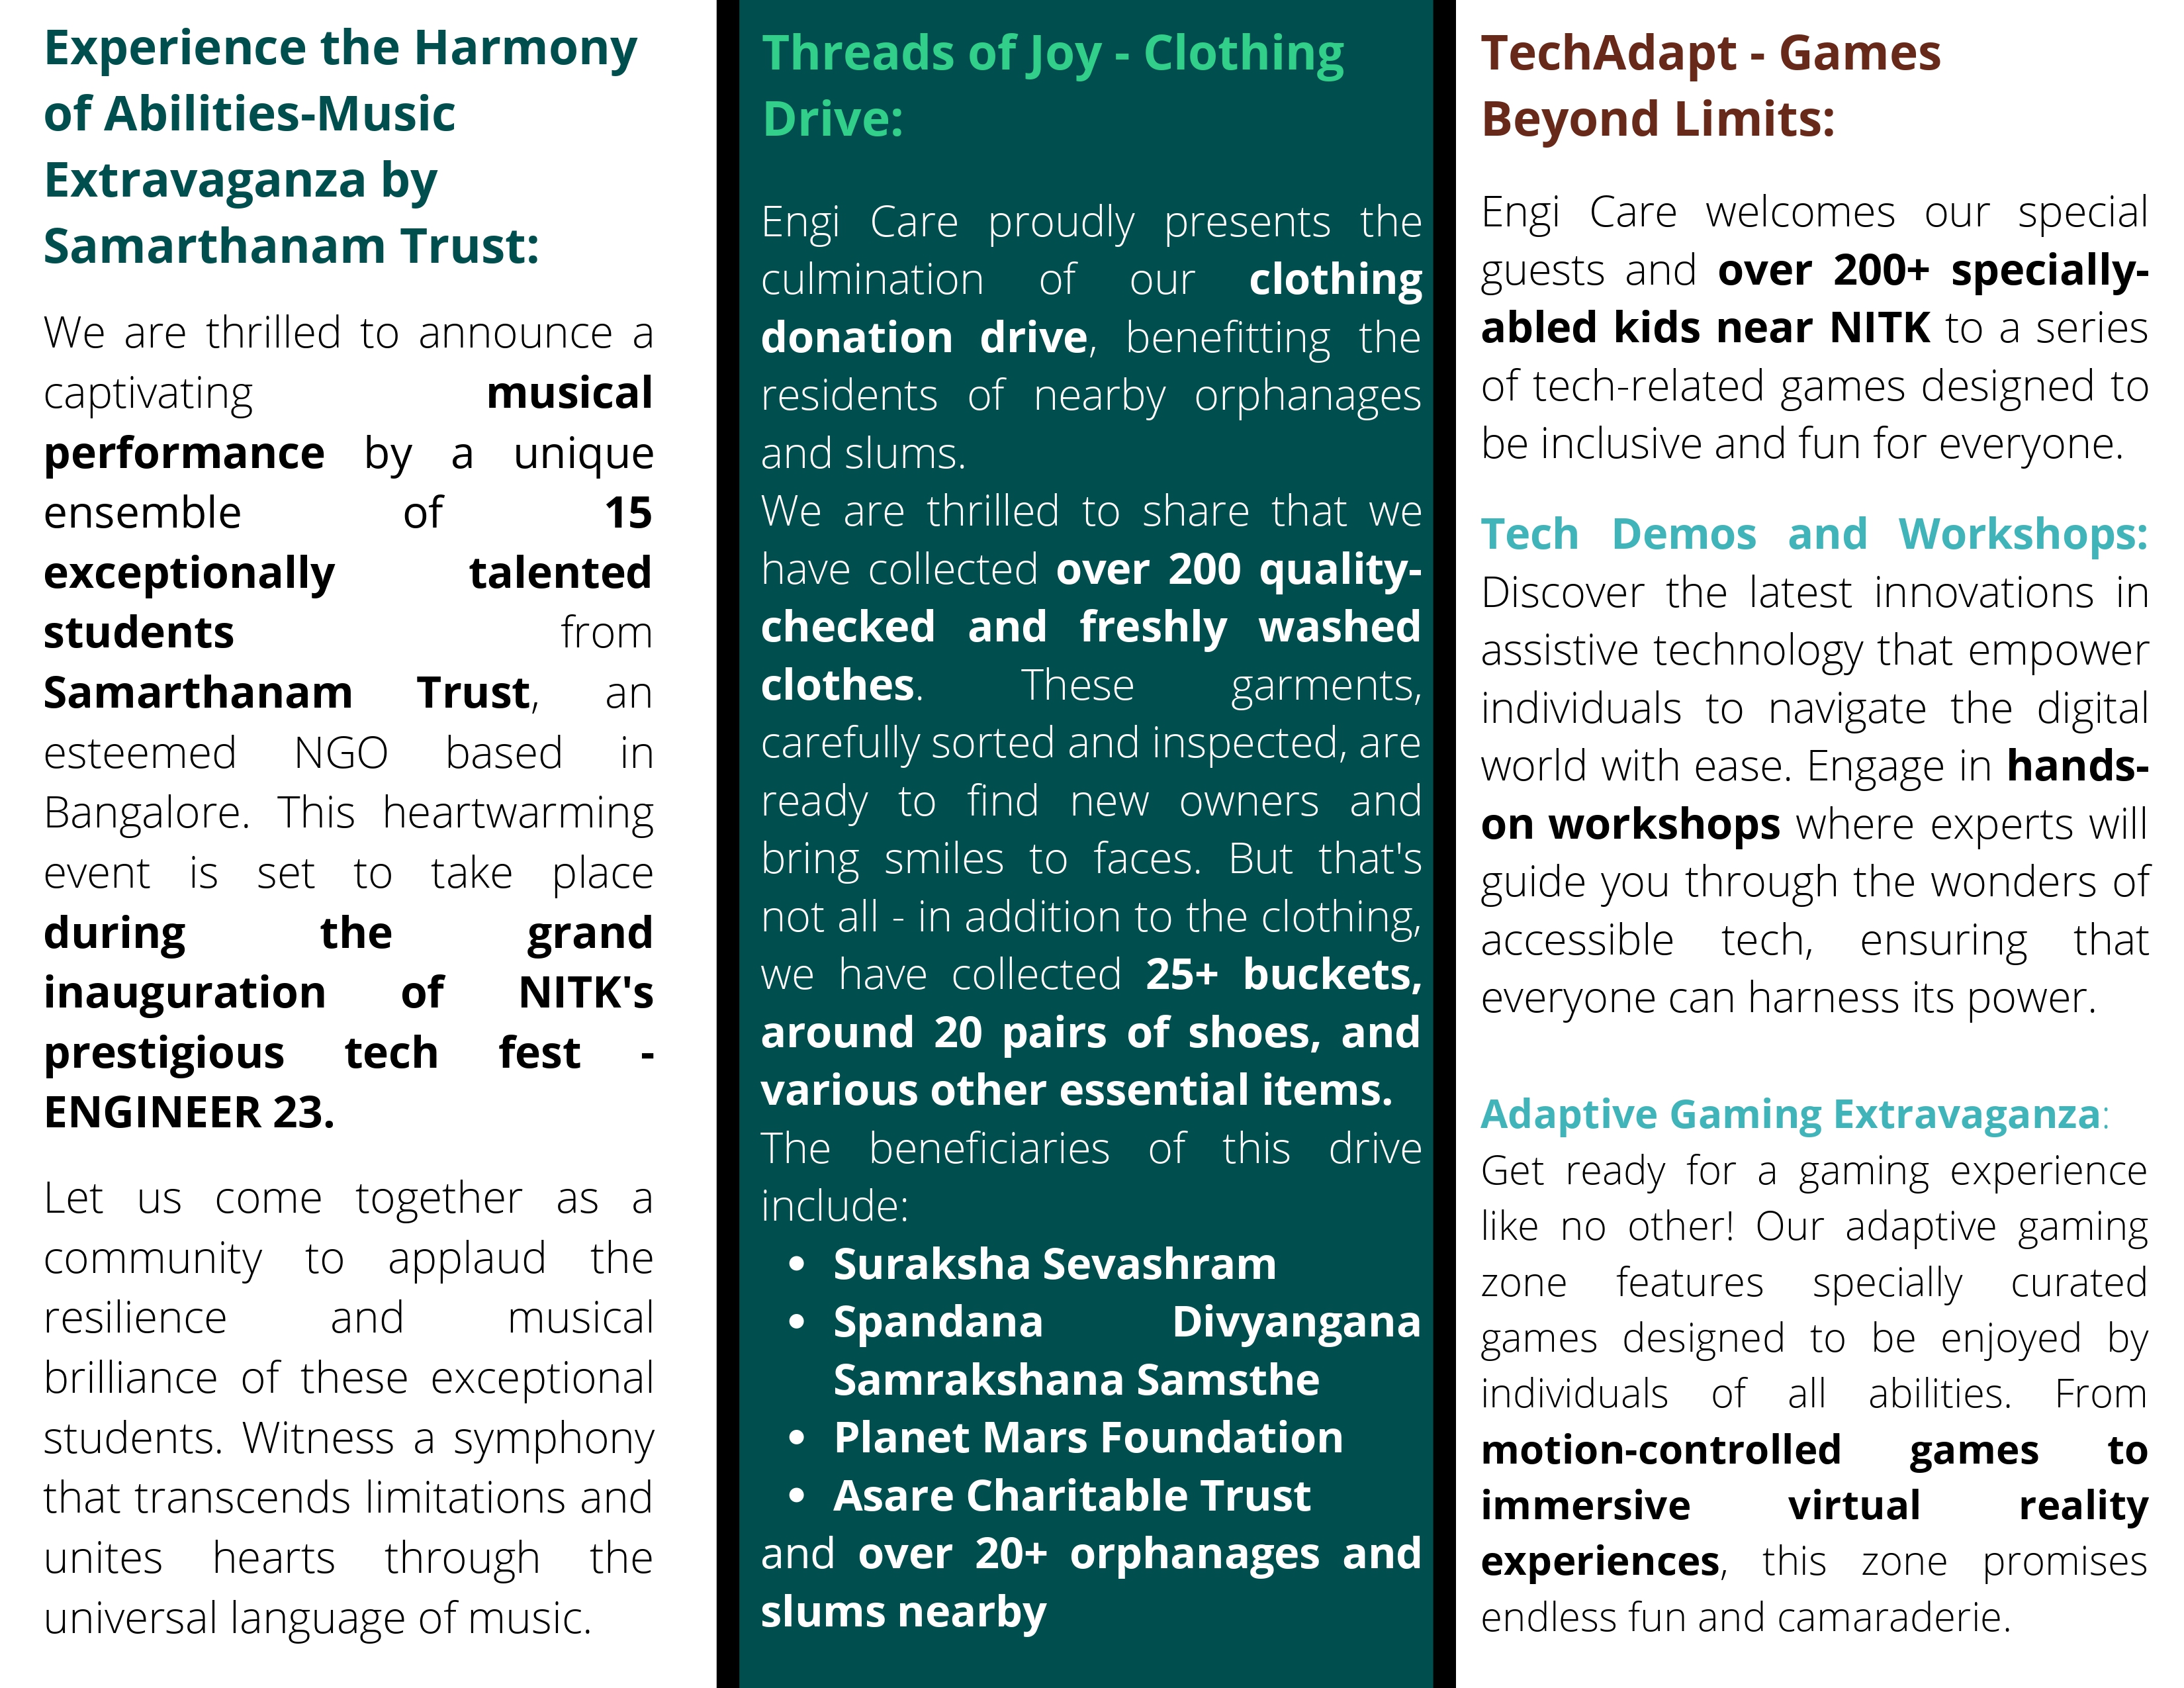 Experience the Harmony
of Abilities-Music
Extravaganza by
Samarthanam Trust:
We are thrilled to announce a
captivating musical
performance by a unique
ensemble of 15
exceptionally talented
students from
Samarthanam Trust, an
esteemed NGO based in
Bangalore. This heartwarming
event is set to take place
during the grand
inauguration of NITK's
prestigious tech fest -
ENGINEER 23.
Let us come together as a
community to applaud the
resilience and musical
brilliance of these exceptional
students. Witness a symphony
that transcends limitations and
unites hearts through the
universal language of music.
Threads of Joy - Clothing
Drive:
Engi Care proudly presents the
culmination of our clothing
donation drive, benefitting the
residents of nearby orphanages
and slums.
We are thrilled to share that we
have collected over 200 quality-
checked and freshly washed
clothes. These garments,
carefully sorted and inspected, are
ready to find new owners and
bring smiles to faces. But that's
not all - in addition to the clothing,
we have collected 25+ buckets,
around 20 pairs of shoes, and
various other essential items.
The beneficiaries of this drive
include:
• Suraksha Sevashram
• Spandana Divyangana
Samrakshana Samsthe
• Planet Mars Foundation
• Asare Charitable Trust
and over 20+ orphanages and
slums nearby
TechAdapt - Games
Beyond Limits:
Engi Care welcomes our special
guests and over 200+ specially-
abled kids near NITK to a series
of tech-related games designed to
be inclusive and fun for everyone.
Tech Demos and Workshops:
Discover the latest innovations in
assistive technology that empower
individuals to navigate the digital
world with ease. Engage in hands-
on workshops where experts will
guide you through the wonders of
accessible tech, ensuring that
everyone can harness its power.
Adaptive Gaming Extravaganza:
Get ready for a gaming experience
like no other! Our adaptive gaming
zone features specially curated
games designed to be enjoyed by
individuals of all abilities. From
motion-controlled games to
immersive virtual reality
experiences, this zone promises
endless fun and camaraderie.